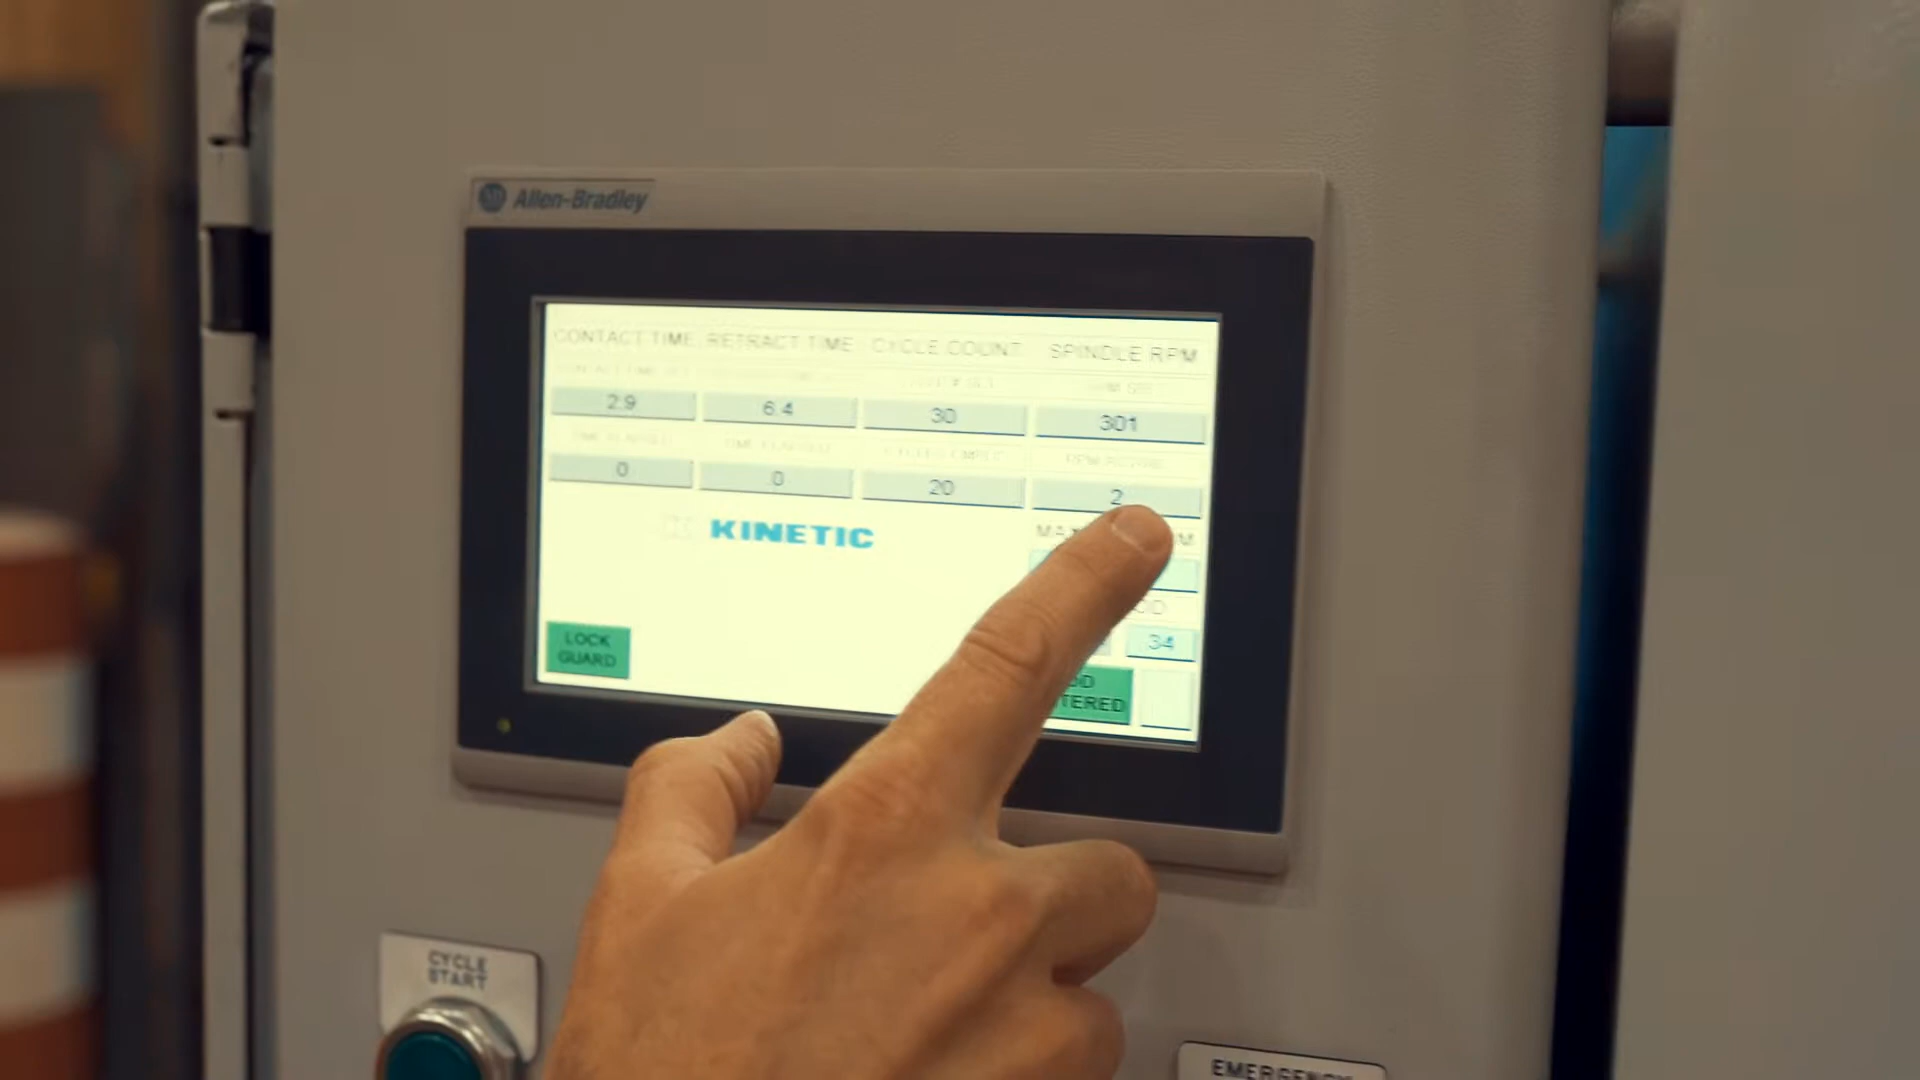 Allen-Bradley
CONTACT TIME RETRACT TIME CYCLE COUNT SPINDLE RPM
2.9 6.4 30 301
0 .0 20 2
KINETIC
34
LOCK
GUARD
CYCLE
START
EMERGENCY